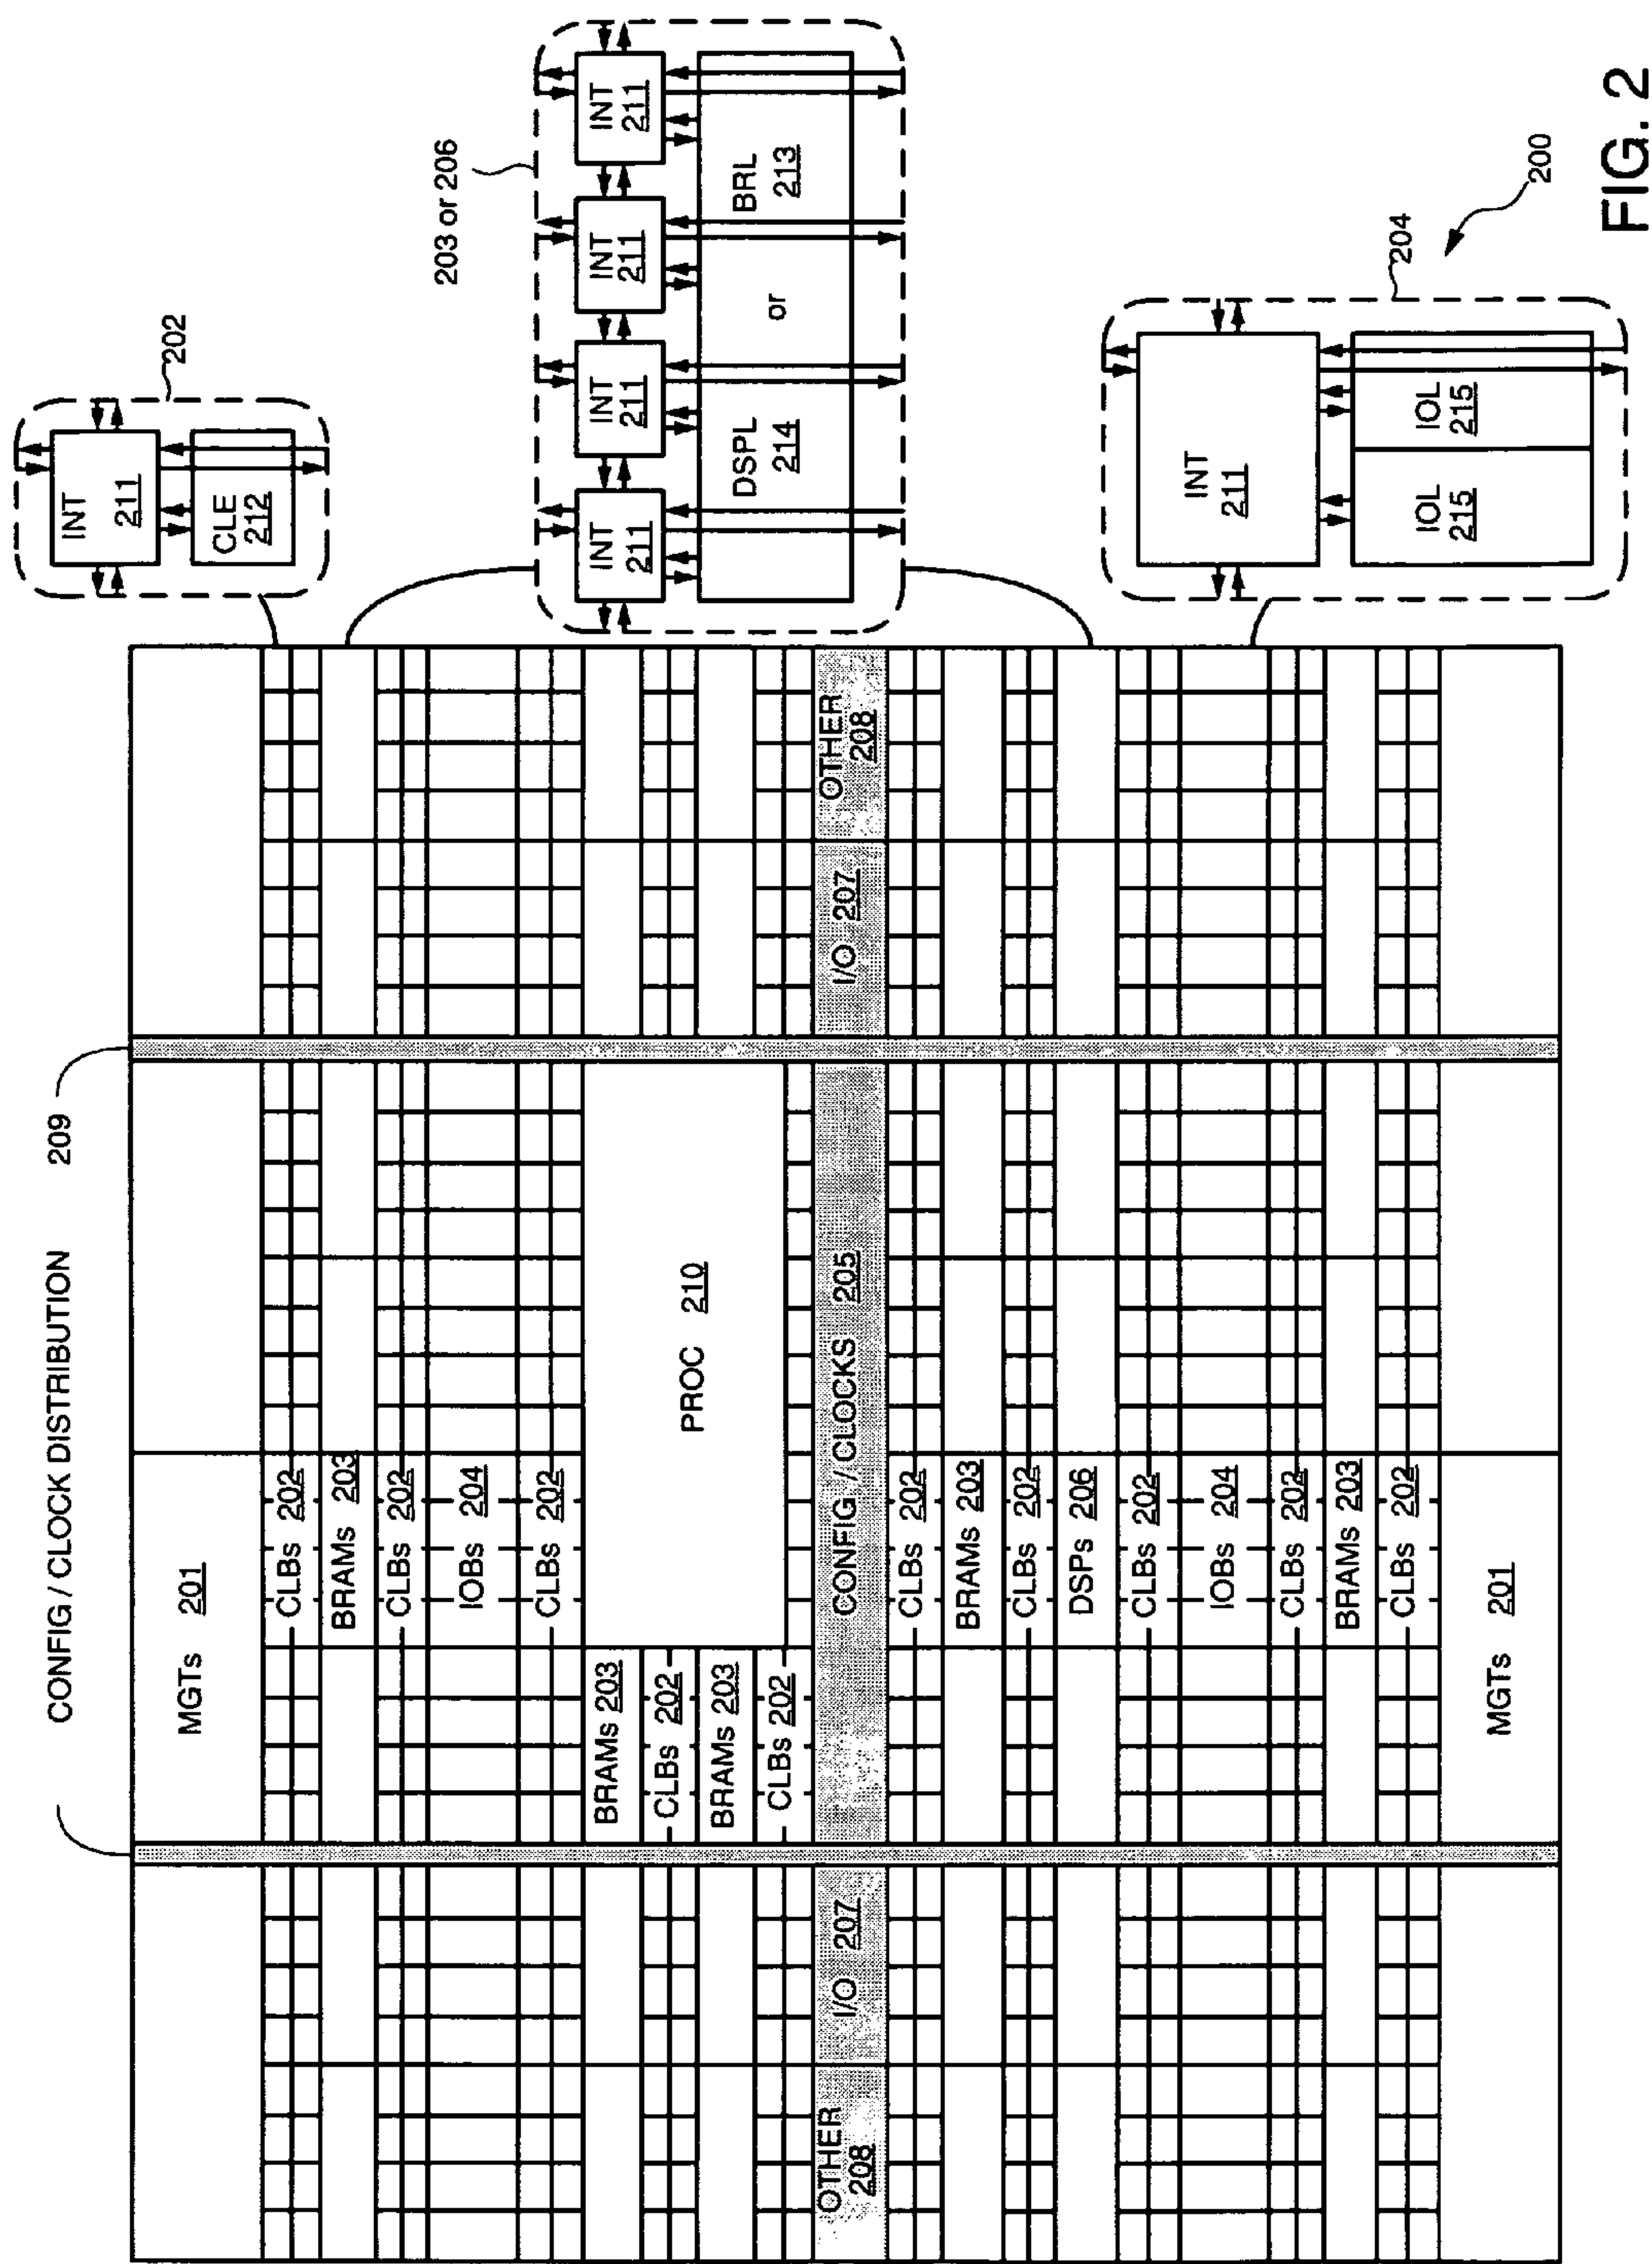 CONFIG / CLOCK DISTRIBUTION 209
MGTs 201
CLBs 202
BRAMs 203
CLBs 202
IOBs 204
CLBs 202
BRAMs 203
CLBs 202
BRAMs 203
CLBs 202
PROC 210
OTHER
208
I/O 207
CONFIG / CLOCKS 205
I/O 207
OTHER
208
CLBs 202
BRAMs 203
CLBs 202
DSPs 206
CLBs 202
IOBs 204
CLBs 202
BRAMs 203
CLBs 202
MGTs 201
INT
211
CLE
212
202
203 or 206
INT
211
INT
211
INT
211
INT
211
DSPL
214
or
BRL
213
INT
211
IOL
215
IOL
215
204
200
FIG. 2